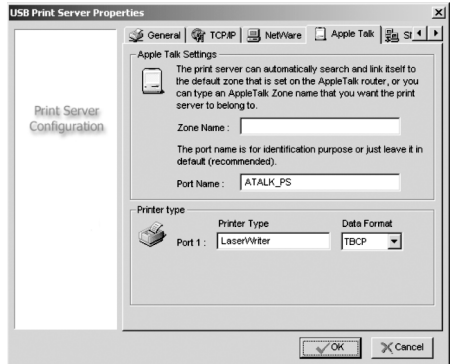 USB Print Server Properties
General TCP/IP NetWare Apple Talk
Print Server
Configuration
Apple Talk Settings
The print server can automatically search and link itself to
the default zone that is set on the AppleTalk router, or you
can type an AppleTalk Zone name that you want the print
server to belong to.
Zone Name :
The port name is for identification purpose or just leave it in
default (recommended).
Port Name : ATALK_PS
Printer type
Printer Type Data Format
Port 1 : LaserWriter TBCP
OK Cancel